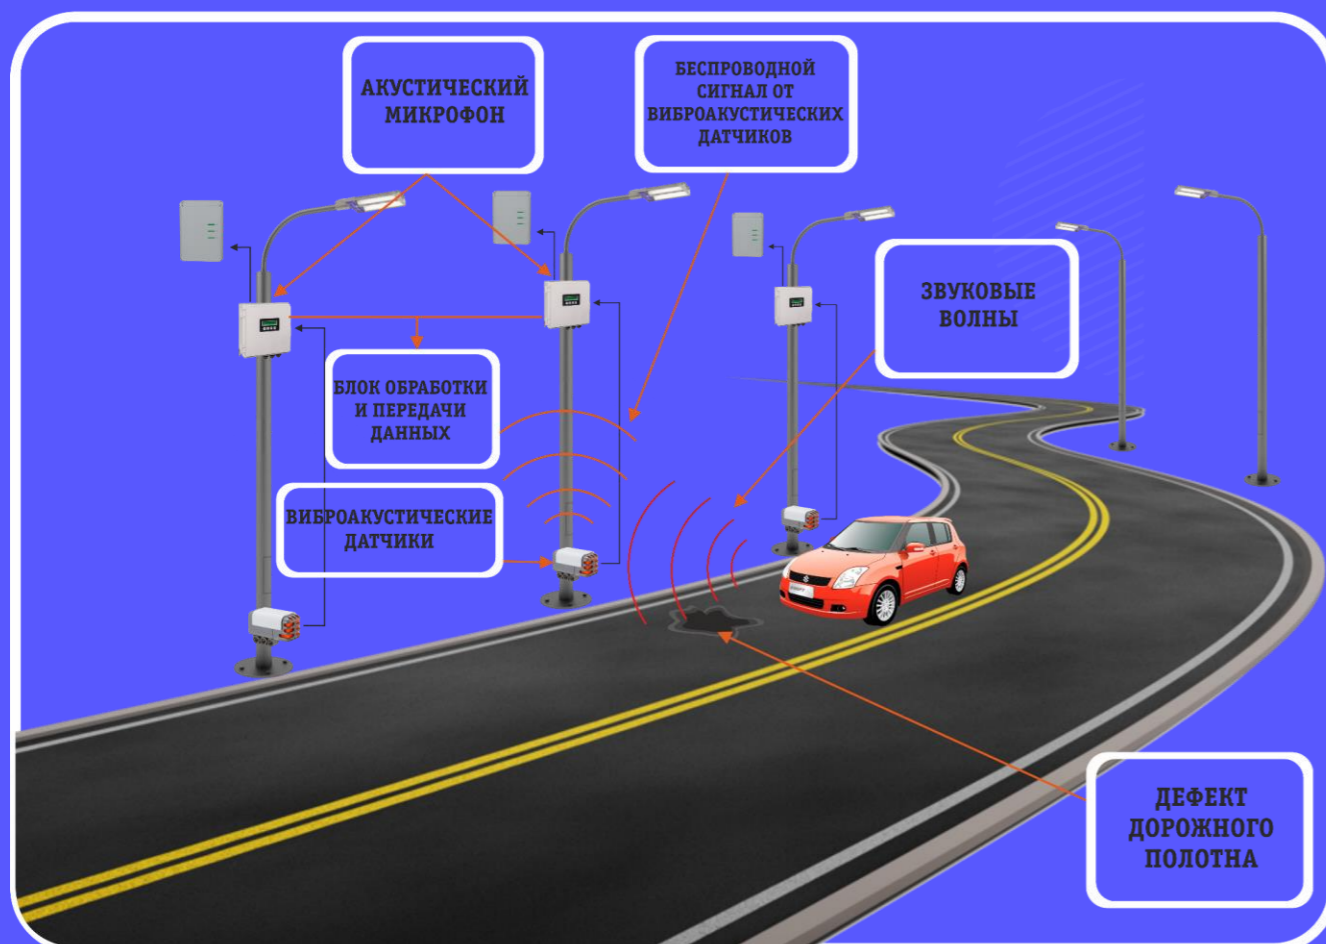 АКУСТИЧЕСКИЙ
МИКРОФОН
БЕСПРОВОДНОЙ
СИГНАЛ ОТ
ВИБРОАКУСТИЧЕСКИХ
ДАТЧИКОВ
ЗВУКОВЫЕ
ВОЛНЫ
БЛОК ОБРАБОТКИ
И ПЕРЕДАЧИ
ДАННЫХ
ВИБРОАКУСТИЧЕСКИЕ
ДАТЧИКИ
ДЕФЕКТ
ДОРОЖНОГО
ПОЛОТНА